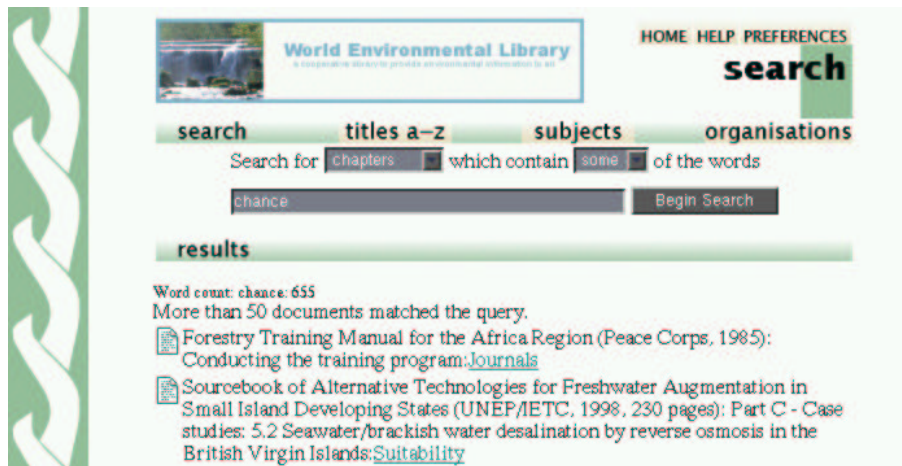 HOME HELP PREFERENCES
World Environmental Library
search
search titles a–z subjects organisations
Search for chapters which contain some of the words
chance Begin Search
results
Word count: chance: 655
More than 50 documents matched the query.
Forestry Training Manual for the Africa Region (Peace Corps, 1985):
Conducting the training program:Journals
Sourcebook of Alternative Technologies for Freshwater Augmentation in
Small Island Developing States (UNEP/IETC, 1998, 230 pages): Part C - Case
studies: 5.2 Seawater/brackish water desalination by reverse osmosis in the
British Virgin Islands:Suitability